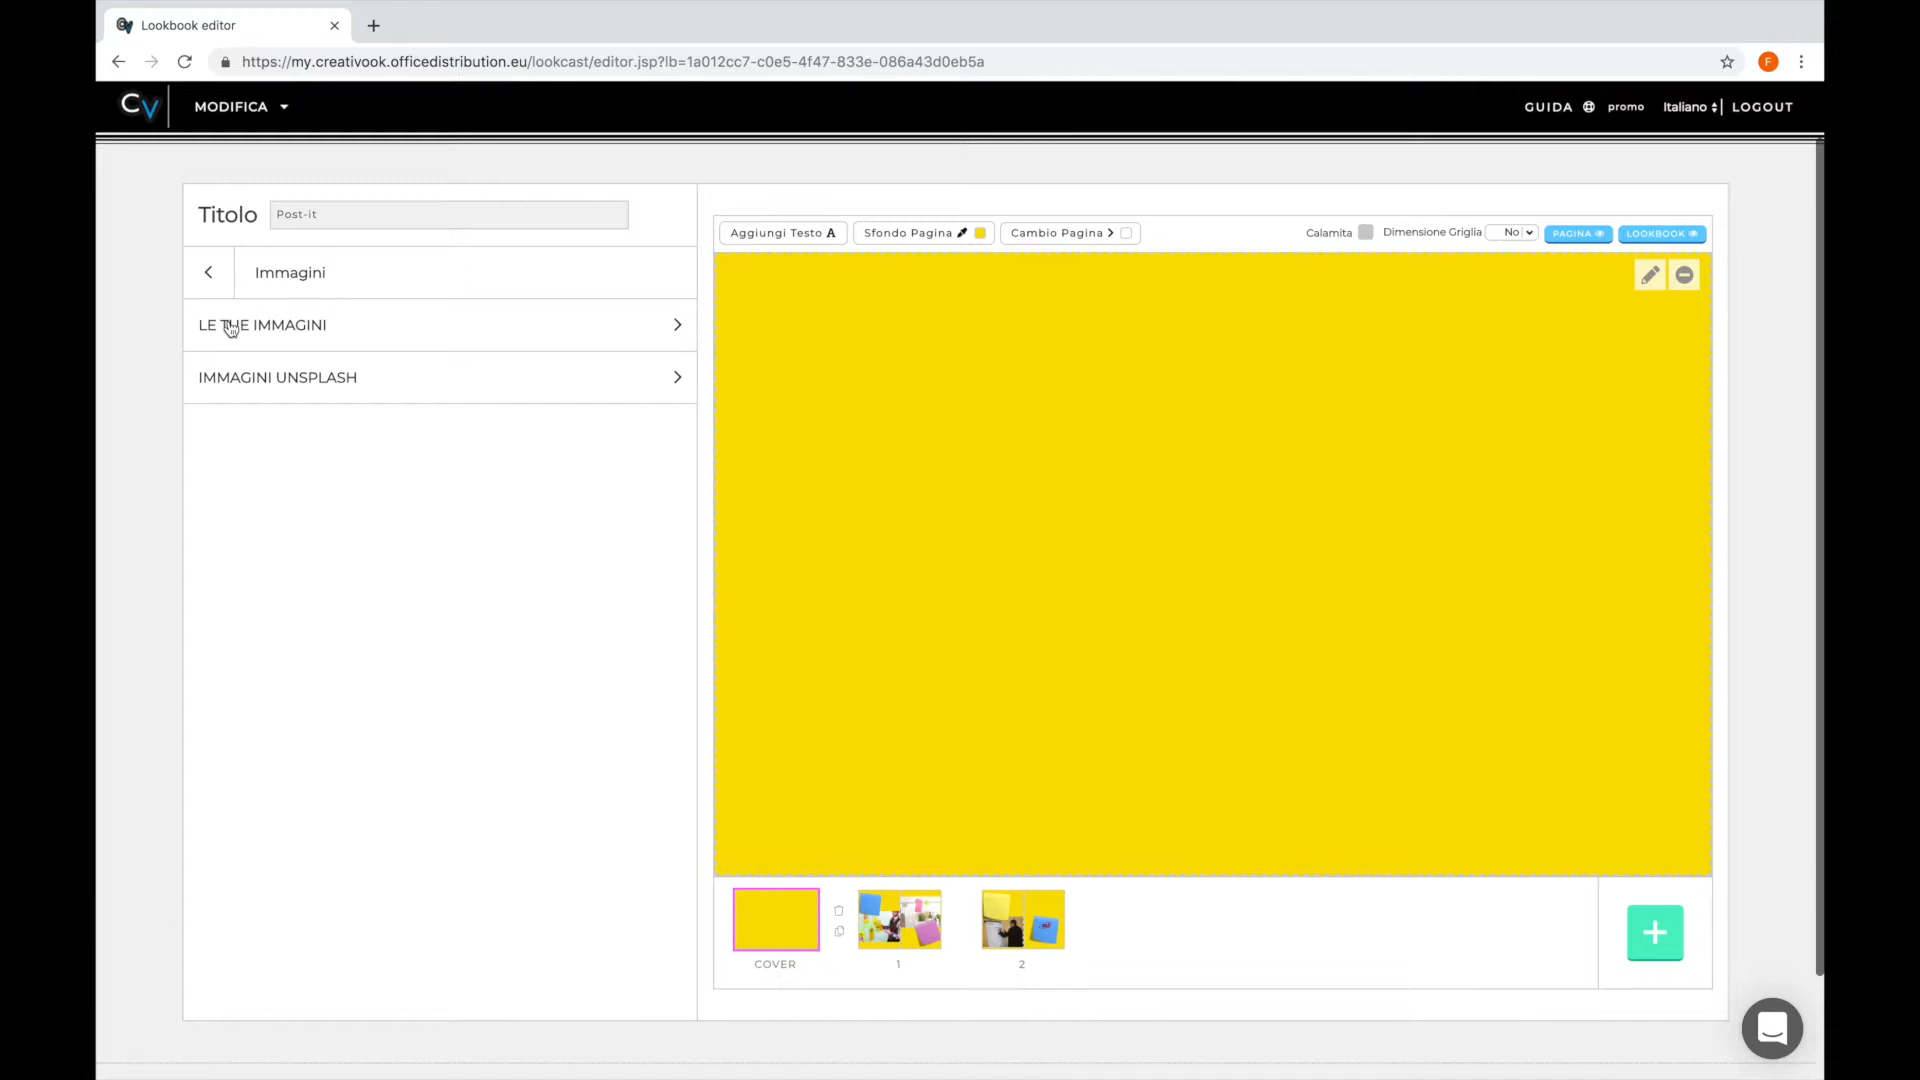 Lookbook editor
https://my.creativook.officedistribution.eu/lookcast/editor.jsp?lb=1a012cc7-c0e5-4f47-833e-086a43d0eb5a
F
CV
MODIFICA
GUIDA
promo
Italiano
LOGOUT
Titolo
Post-it
Aggiungi Testo A
Sfondo Pagina
Cambio Pagina
Calamita
Dimensione Griglia
No
PAGINA
LOOKBOOK
Immagini
LE TUE IMMAGINI
IMMAGINI UNSPLASH
COVER
1
2